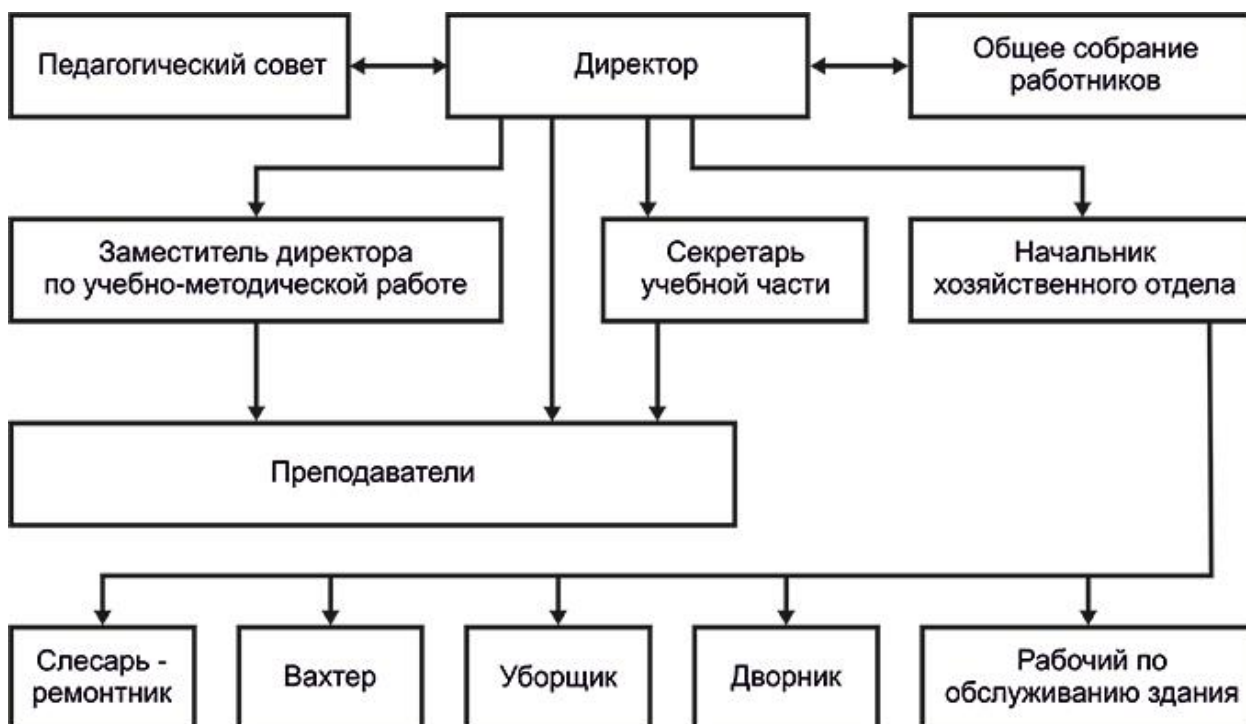 Педагогический совет
Директор
Общее собрание
работников
Заместитель директора
по учебно-методической работе
Секретарь
учебной части
Начальник
хозяйственного отдела
Преподаватели
Слесарь -
ремонтник
Вахтер
Уборщик
Дворник
Рабочий по
обслуживанию здания